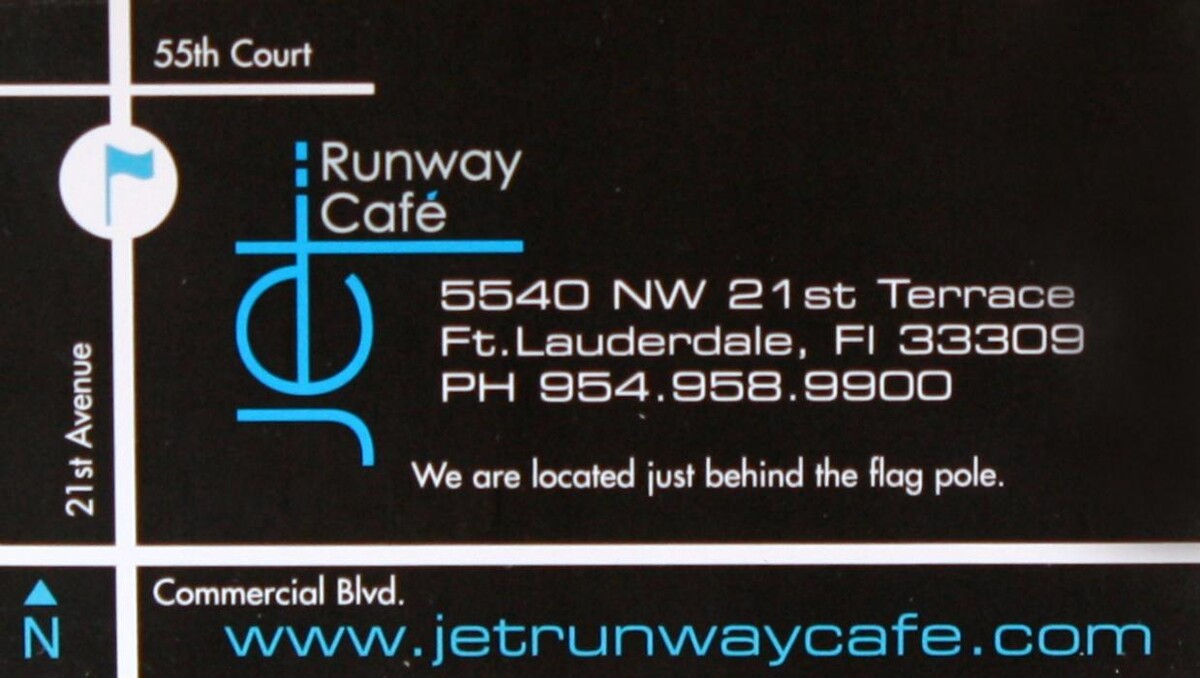 55th Court
Runway
Café
Jet
5540 NW 21st Terrace
Ft.Lauderdale, Fl 33309
PH 954.958.9900
21st Avenue
We are located just behind the flag pole.
Commercial Blvd.
N
www.jetrunwaycafe.com